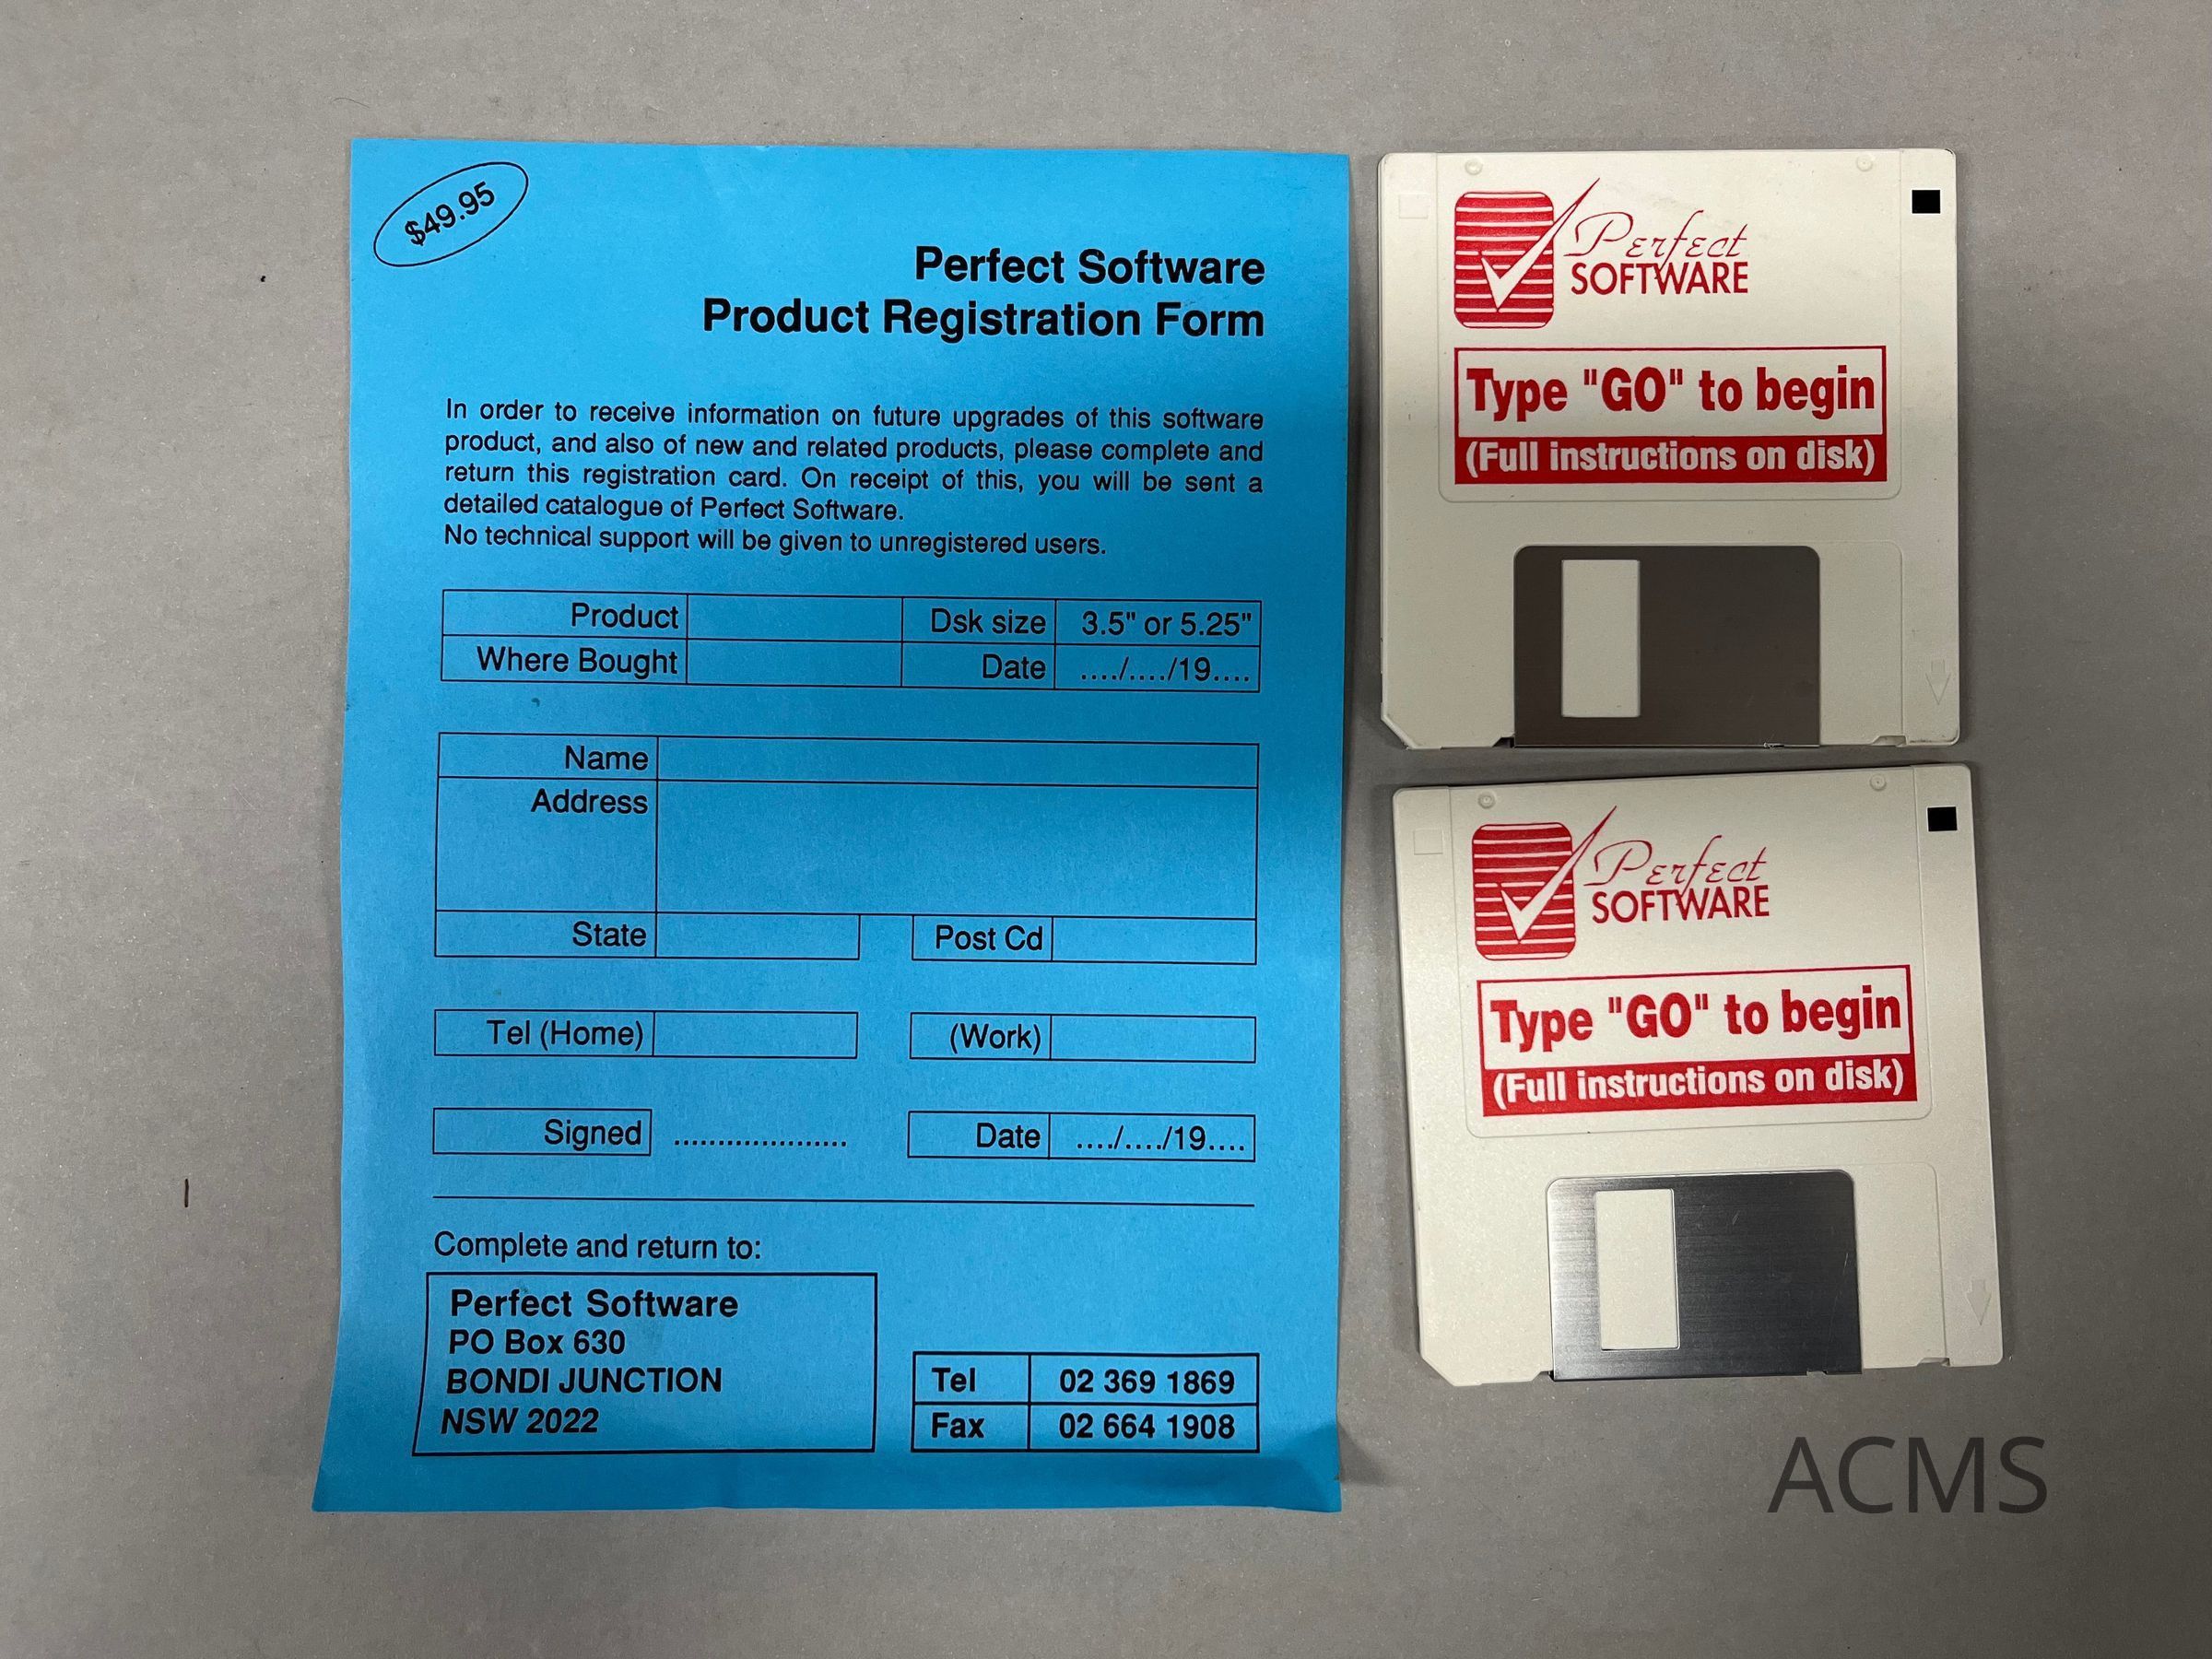 $49.95
Perfect Software
Product Registration Form
In order to receive information on future upgrades of this software
product, and also of new and related products, please complete and
return this registration card. On receipt of this, you will be sent a
detailed catalogue of Perfect Software.
No technical support will be given to unregistered users.
Product Dsk size 3.5" or 5.25"
Where Bought Date ..../..../19....
Name
Address
State Post Cd
Tel (Home) (Work)
Signed .................... Date ..../..../19....
Complete and return to:
Perfect Software
PO Box 630
BONDI JUNCTION
NSW 2022
Tel 02 369 1869
Fax 02 664 1908
Perfect
SOFTWARE
Type "GO" to begin
(Full instructions on disk)
Perfect
SOFTWARE
Type "GO" to begin
(Full instructions on disk)
ACMS